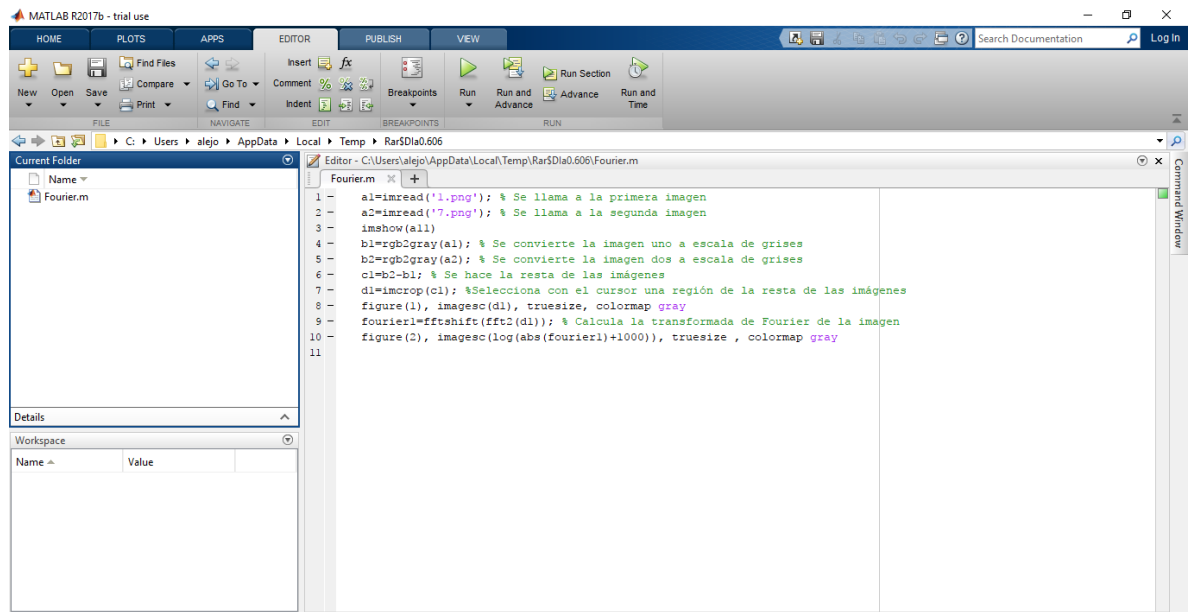 MATLAB R2017b - trial use
HOME PLOTS APPS EDITOR PUBLISH VIEW
Search Documentation
Log In
New
Open
Save
Find Files
Compare
Print
FILE
Go To
Find
NAVIGATE
Insert fx
Comment
Indent
EDIT
Breakpoints
BREAKPOINTS
Run
Run and Advance
Run Section
Advance
Run and Time
RUN
C: Users alejo AppData Local Temp Rar$DIa0.606
Current Folder
Name
Fourier.m
Details
Workspace
Name Value
Editor - C:\Users\alejo\AppData\Local\Temp\Rar$DIa0.606\Fourier.m
Fourier.m
1 - a1=imread('1.png'); % Se llama a la primera imagen
2 - a2=imread('7.png'); % Se llama a la segunda imagen
3 - imshow(a11)
4 - b1=rgb2gray(a1); % Se convierte la imagen uno a escala de grises
5 - b2=rgb2gray(a2); % Se convierte la imagen dos a escala de grises
6 - c1=b2-b1; % Se hace la resta de las imágenes
7 - d1=imcrop(c1); %Selecciona con el cursor una región de la resta de las imágenes
8 - figure(1), imagesc(d1), truesize, colormap gray
9 - fourier1=fftshift(fft2(d1)); % Calcula la transformada de Fourier de la imagen
10 - figure(2), imagesc(log(abs(fourier1)+1000)), truesize , colormap gray
11
Command Window